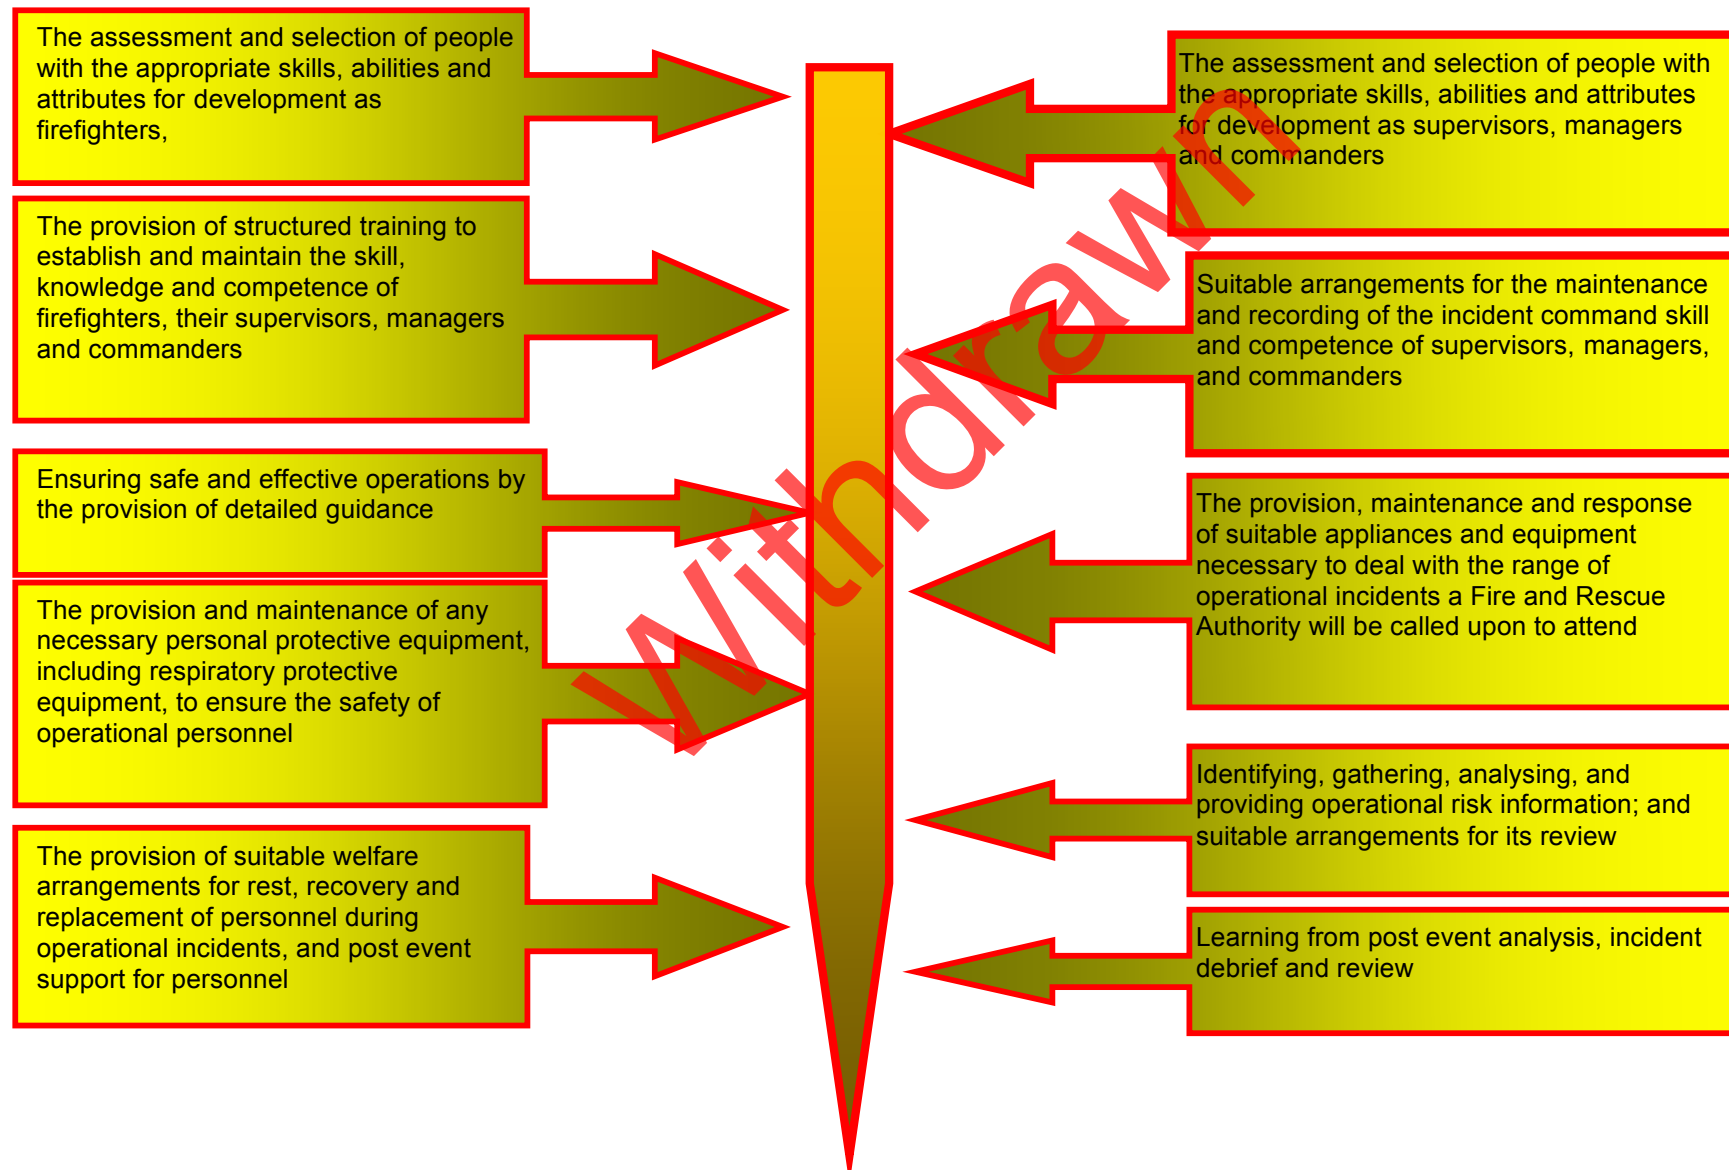 The assessment and selection of people
with the appropriate skills, abilities and
attributes for development as
firefighters,
The provision of structured training to
establish and maintain the skill,
knowledge and competence of
firefighters, their supervisors, managers
and commanders
Ensuring safe and effective operations by
the provision of detailed guidance
The provision and maintenance of any
necessary personal protective equipment,
including respiratory protective
equipment, to ensure the safety of
operational personnel
The provision of suitable welfare
arrangements for rest, recovery and
replacement of personnel during
operational incidents, and post event
support for personnel
The assessment and selection of people with
the appropriate skills, abilities and attributes
for development as supervisors, managers
and commanders
Suitable arrangements for the maintenance
and recording of the incident command skill
and competence of supervisors, managers,
and commanders
The provision, maintenance and response
of suitable appliances and equipment
necessary to deal with the range of
operational incidents a Fire and Rescue
Authority will be called upon to attend
Identifying, gathering, analysing, and
providing operational risk information; and
suitable arrangements for its review
Learning from post event analysis, incident
debrief and review
Withdrawn